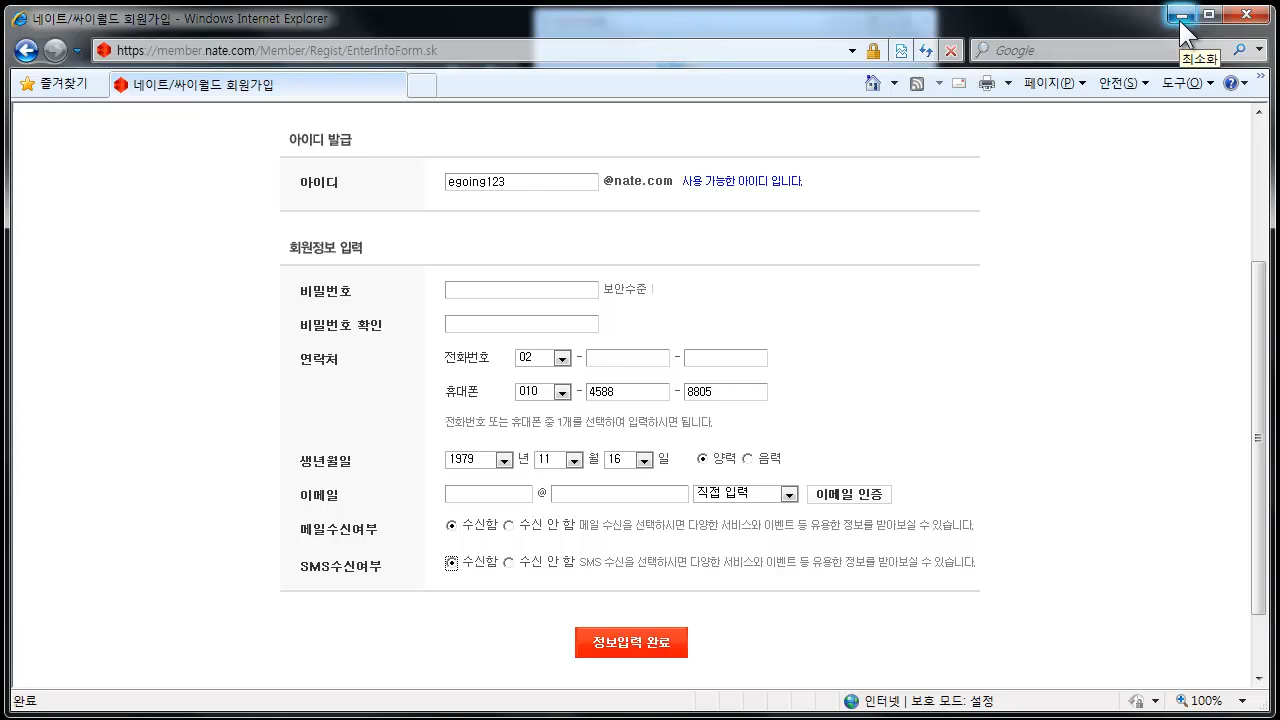 네이트/싸이월드 회원가입 - Windows Internet Explorer
https://member.nate.com/Member/Regist/EnterInfoForm.sk
Google
최소화
즐겨찾기
네이트/싸이월드 회원가입
페이지(P)
안전(S)
도구(O)
아이디 발급
아이디
egoing123
@nate.com
사용 가능한 아이디 입니다.
회원정보 입력
비밀번호
보안수준
비밀번호 확인
연락처
전화번호 02 - -
휴대폰 010 - 4588 - 8805
전화번호 또는 휴대폰 중 1개를 선택하여 입력하시면 됩니다.
생년월일
1979 년 11 월 16 일 양력 음력
이메일
@ 직접 입력 이메일 인증
메일수신여부
수신함 수신 안 함 메일 수신을 선택하시면 다양한 서비스와 이벤트 등 유용한 정보를 받아보실 수 있습니다.
SMS수신여부
수신함 수신 안 함 SMS 수신을 선택하시면 다양한 서비스와 이벤트 등 유용한 정보를 받아보실 수 있습니다.
정보입력 완료
완료
인터넷 | 보호 모드: 설정
100%